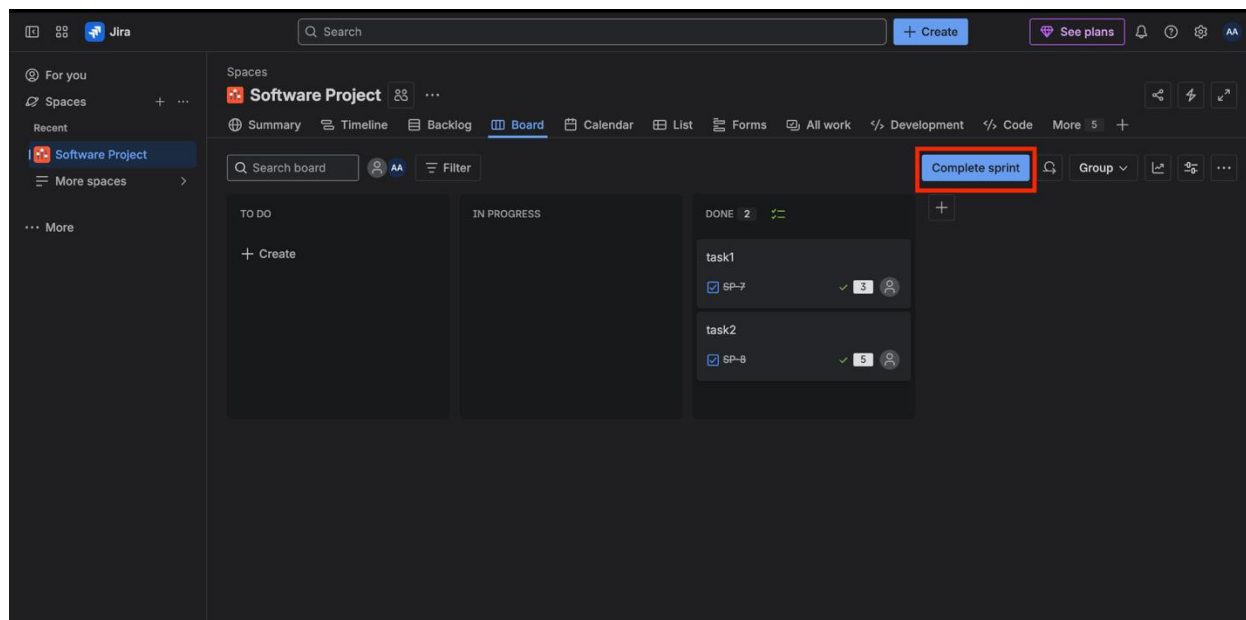 Jira
Search
Create
See plans
AA
For you
Spaces
Recent
Software Project
More spaces
More
Spaces
Software Project
Summary
Timeline
Backlog
Board
Calendar
List
Forms
All work
Development
Code
More 5
Search board
AA
Filter
Complete sprint
Group
TO DO
Create
IN PROGRESS
DONE 2
task1
SP-7
3
task2
SP-8
5